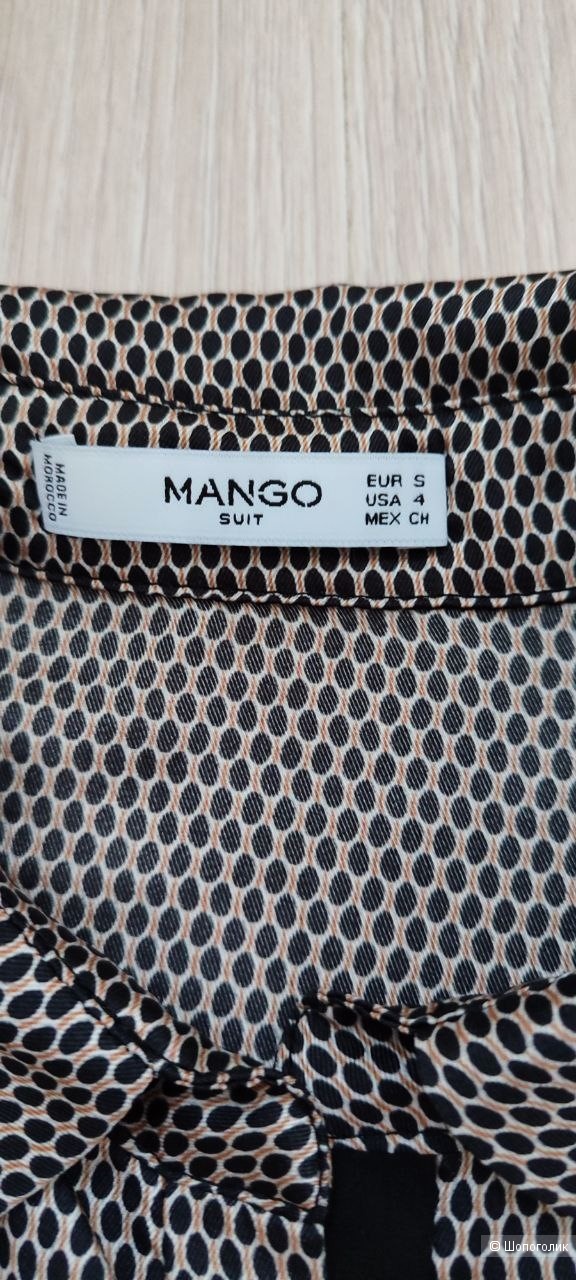 MADE IN
MOROCCO
MANGO
SUIT
EUR S
USA 4
MEX CH
© Шопоголик